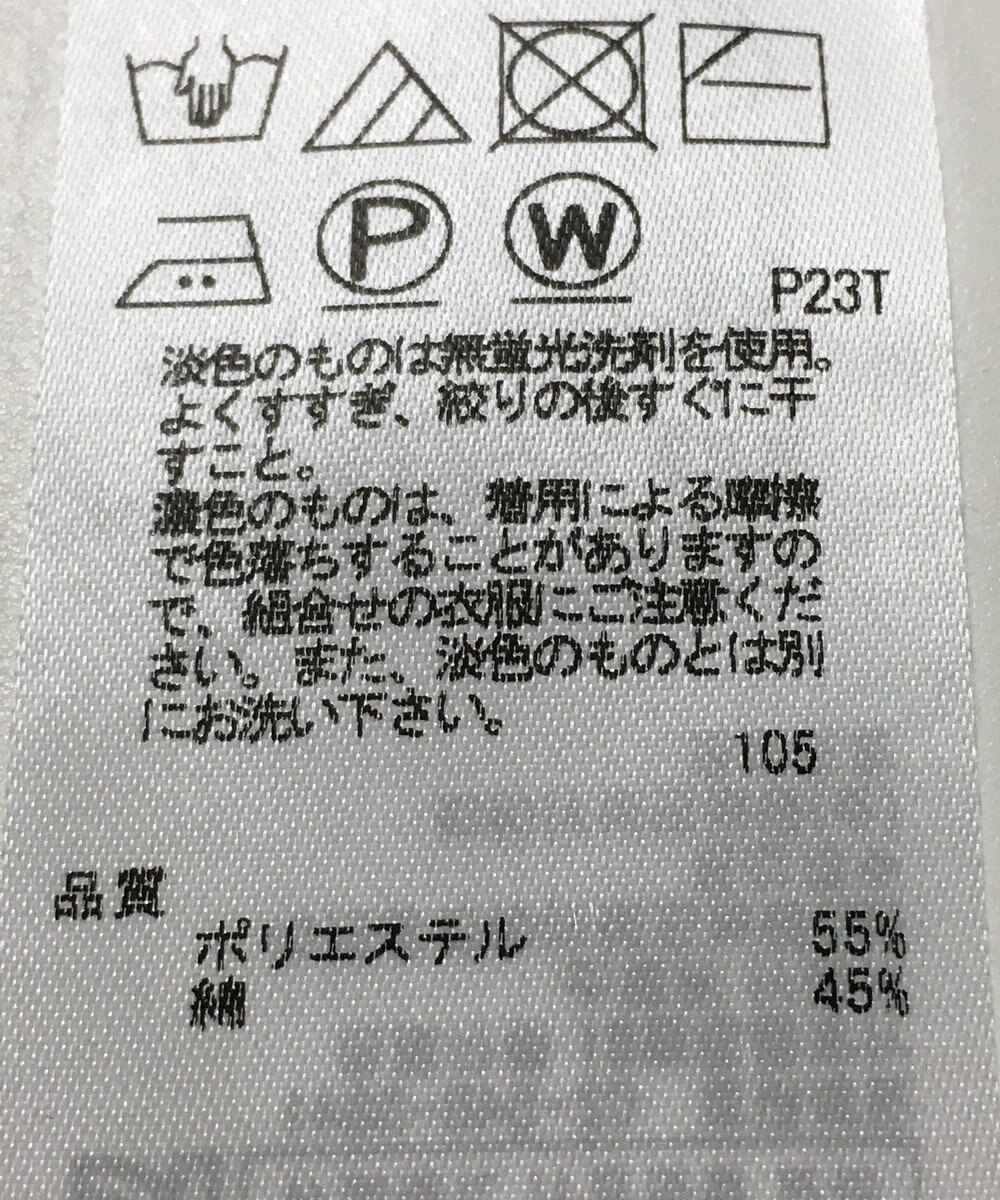 P
W
P23T
淡色のものは無蛍光洗剤を使用。
よくすすぎ、絞りの後すぐに干
すこと。
濃色のものは、着用による摩擦
で色落ちすることがありますの
で、組合せの衣服にご注意くだ
さい。また、淡色のものとは別
にお洗い下さい。
105
品質
ポリエステル 55%
綿 45%